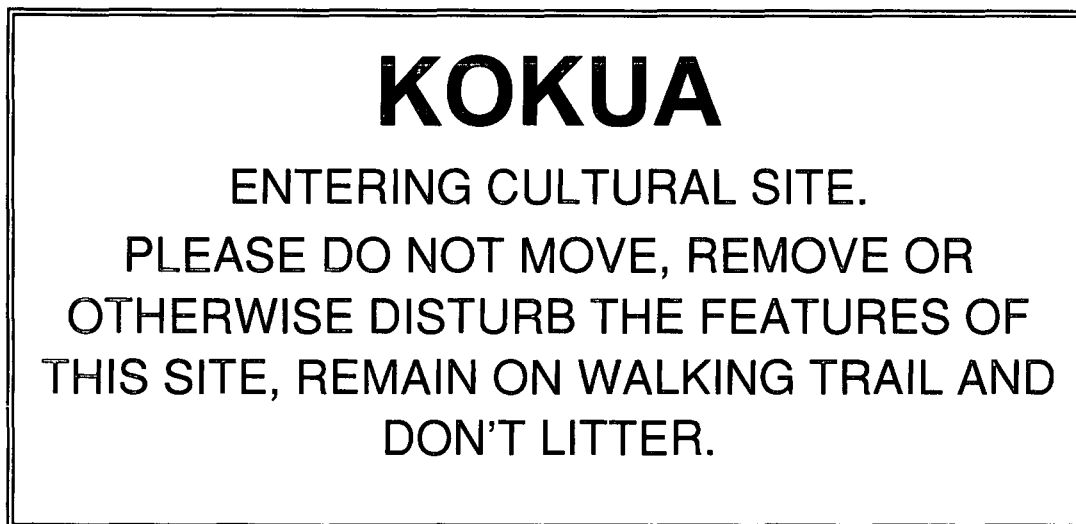 KOKUA
ENTERING CULTURAL SITE.
PLEASE DO NOT MOVE, REMOVE OR
OTHERWISE DISTURB THE FEATURES OF
THIS SITE, REMAIN ON WALKING TRAIL AND
DON'T LITTER.